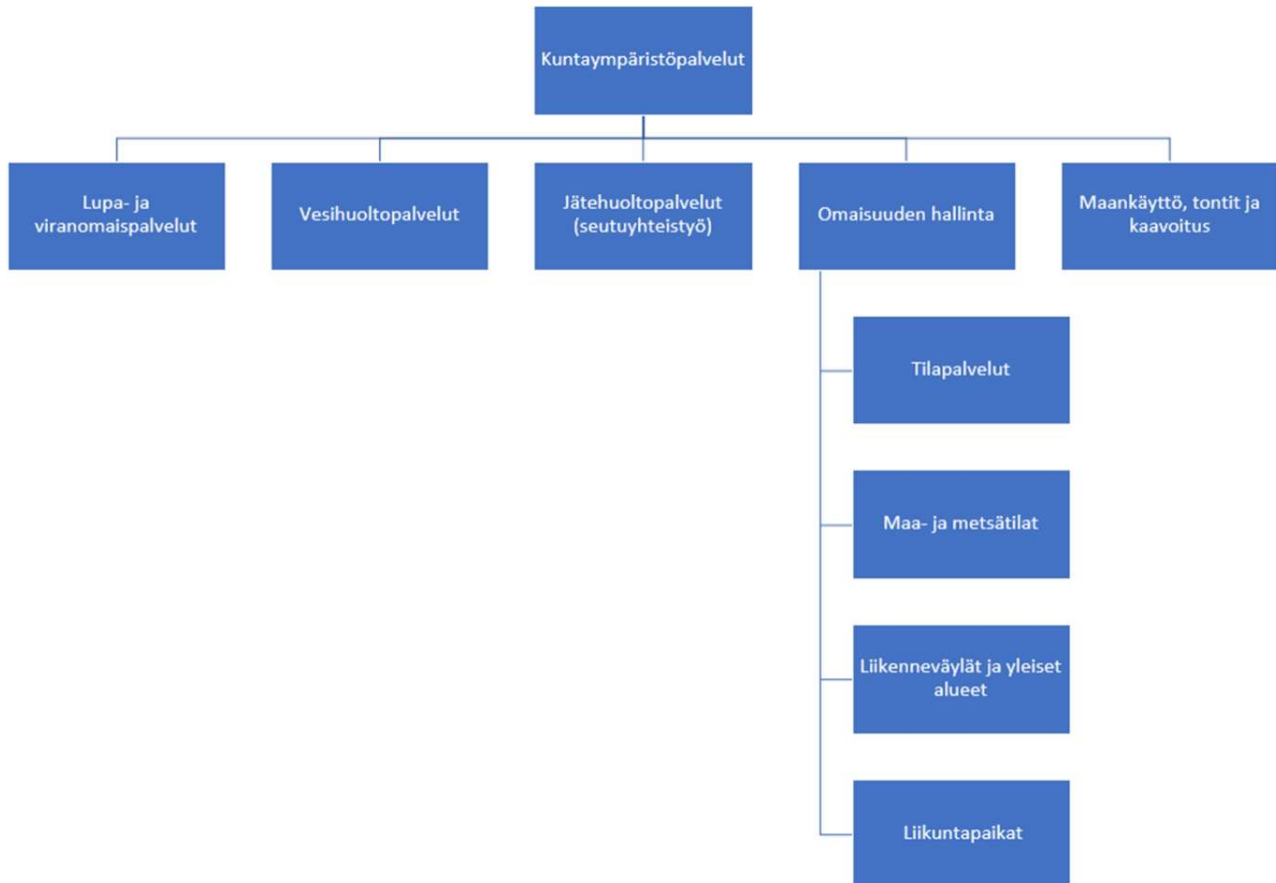 Kuntaympäristöpalvelut
Lupa- ja
viranomaispalvelut
Vesihuoltopalvelut
Jätehuoltopalvelut
(seutuyhteistyö)
Omaisuuden hallinta
Maankäyttö, tontit ja
kaavoitus
Tilapalvelut
Maa- ja metsätilat
Liikenneväylät ja yleiset
alueet
Liikuntapaikat